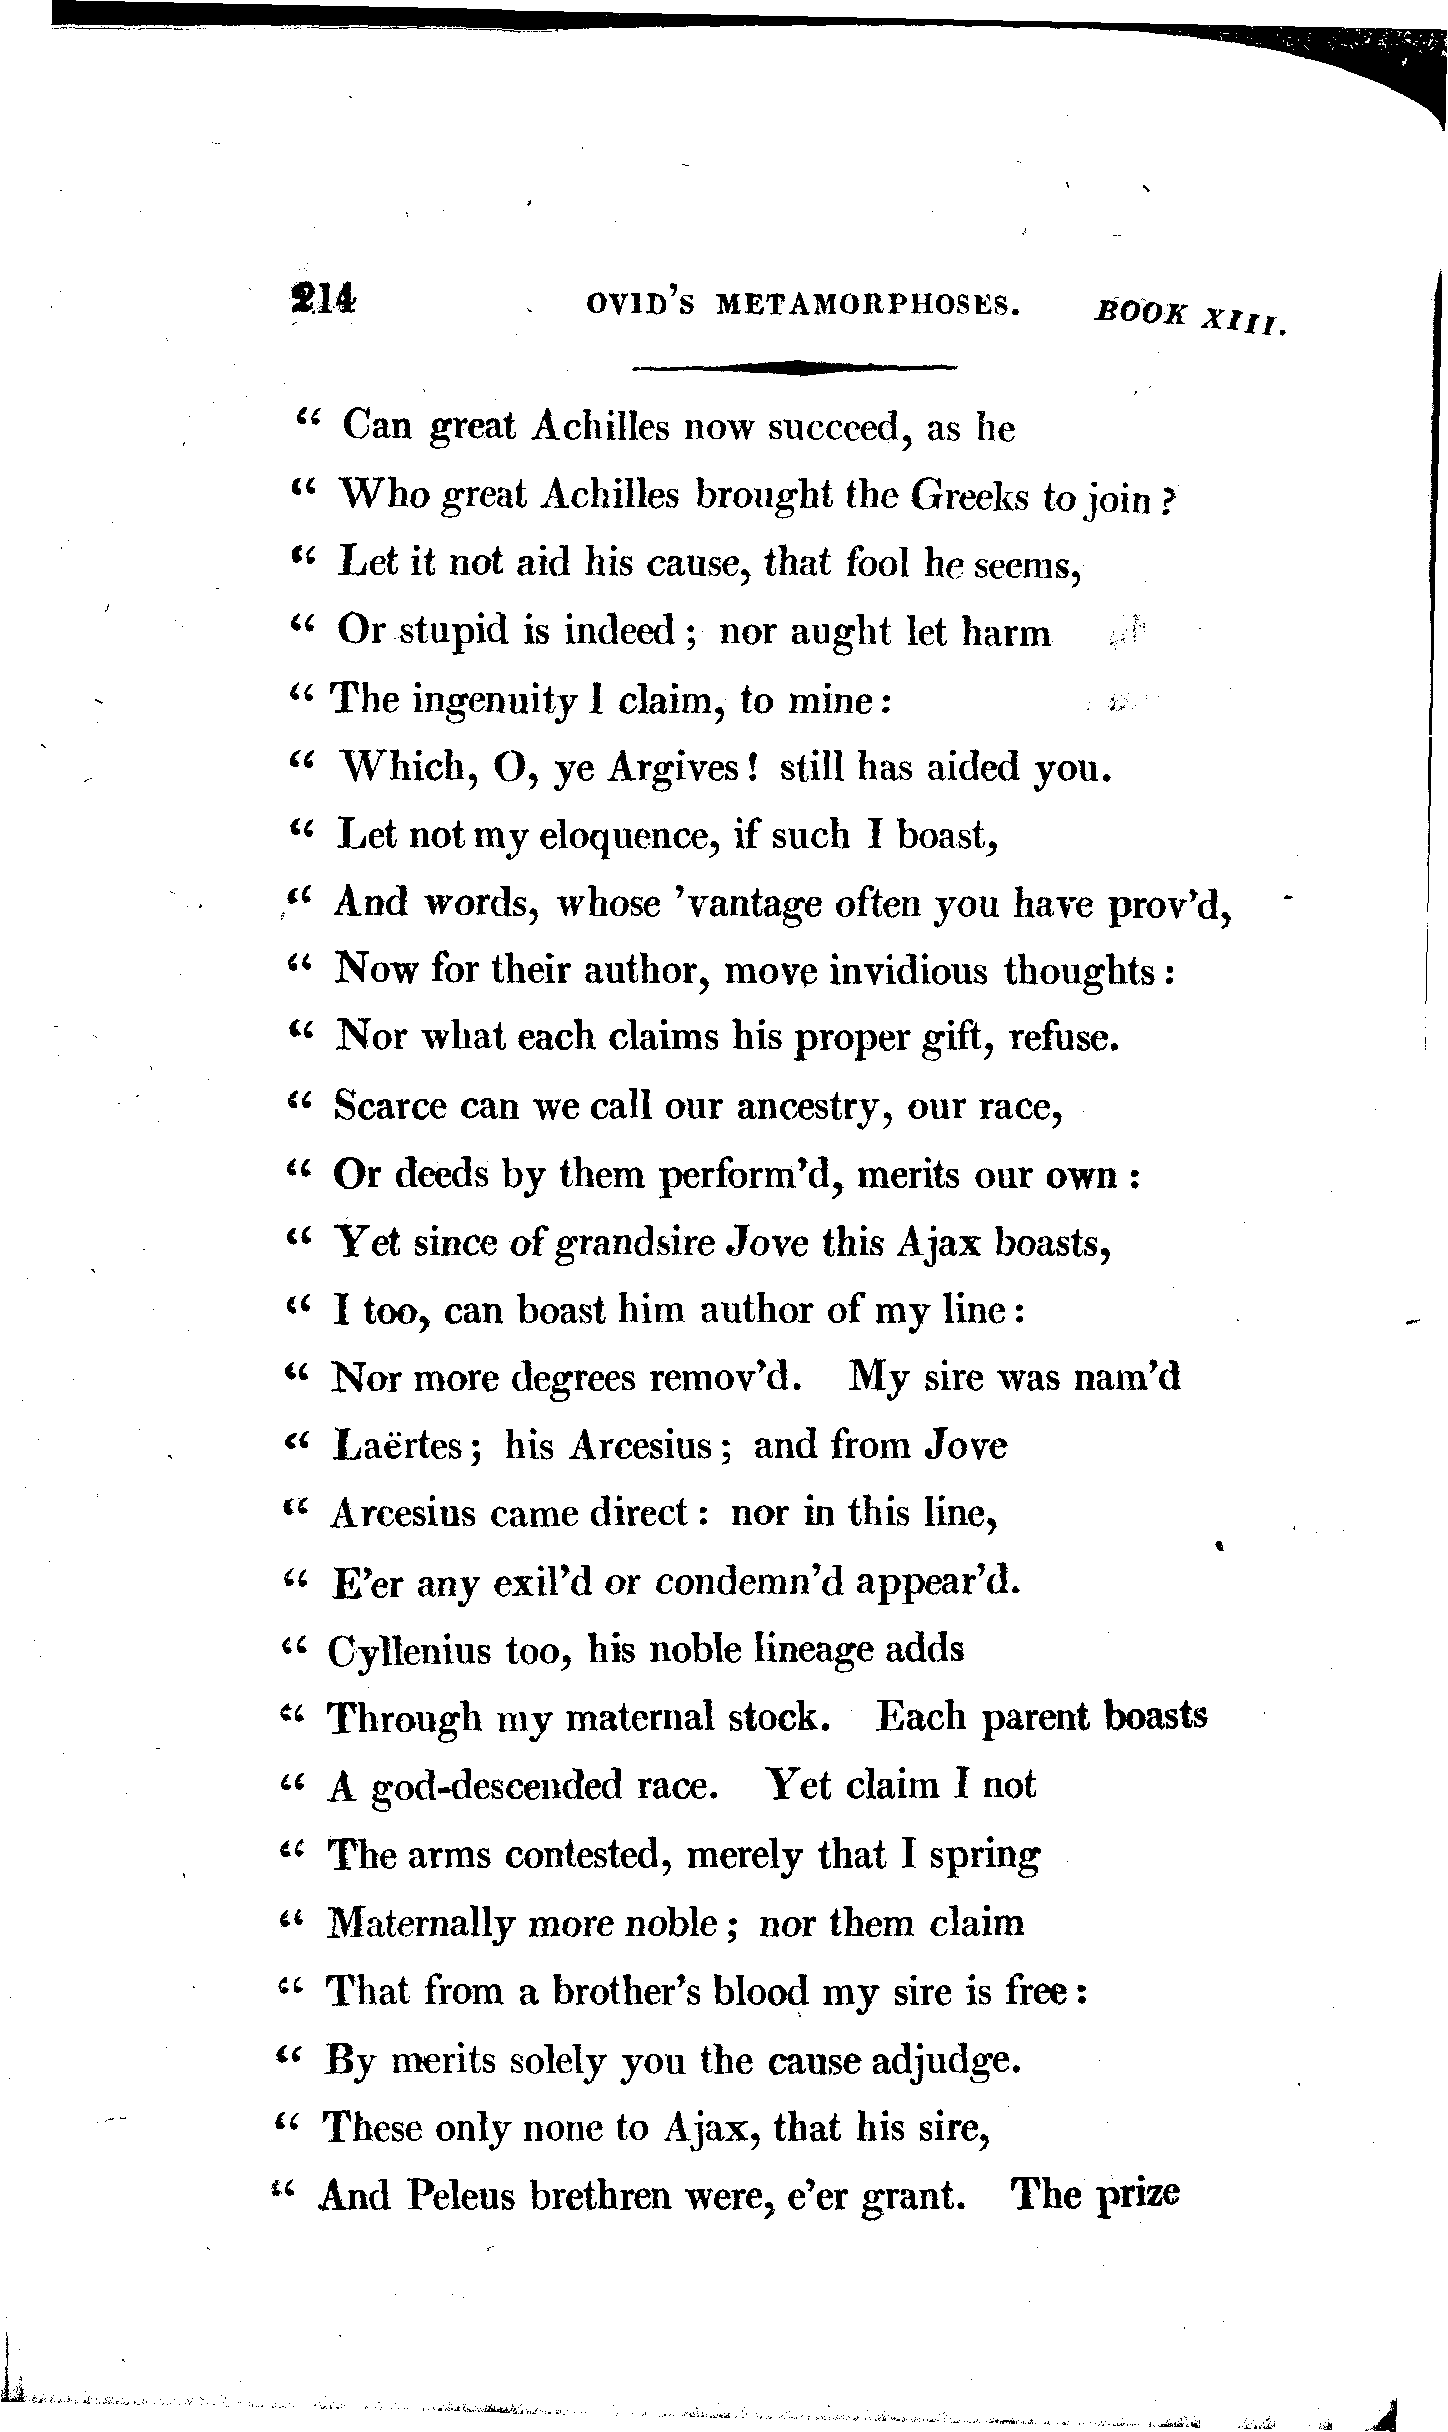 214 OVID'S METAMORPHOSES. BOOK XIII.
“ Can great Achilles now succeed, as he
“ Who great Achilles brought the Greeks to join ?
“ Let it not aid his cause, that fool he seems,
“ Or stupid is indeed ; nor aught let harm
“ The ingenuity I claim, to mine :
“ Which, O, ye Argives ! still has aided you.
“ Let not my eloquence, if such I boast,
“ And words, whose ’vantage often you have prov’d,
“ Now for their author, move invidious thoughts :
“ Nor what each claims his proper gift, refuse.
“ Scarce can we call our ancestry, our race,
“ Or deeds by them perform’d, merits our own :
“ Yet since of grandsire Jove this Ajax boasts,
“ I too, can boast him author of my line :
“ Nor more degrees remov’d. My sire was nam’d
“ Laërtes ; his Arcesius ; and from Jove
“ Arcesius came direct : nor in this line,
“ E’er any exil’d or condemn’d appear’d.
“ Cyllenius too, his noble lineage adds
“ Through my maternal stock. Each parent boasts
“ A god-descended race. Yet claim I not
“ The arms contested, merely that I spring
“ Maternally more noble ; nor them claim
“ That from a brother’s blood my sire is free :
“ By merits solely you the cause adjudge.
“ These only none to Ajax, that his sire,
“ And Peleus brethren were, e’er grant. The prize